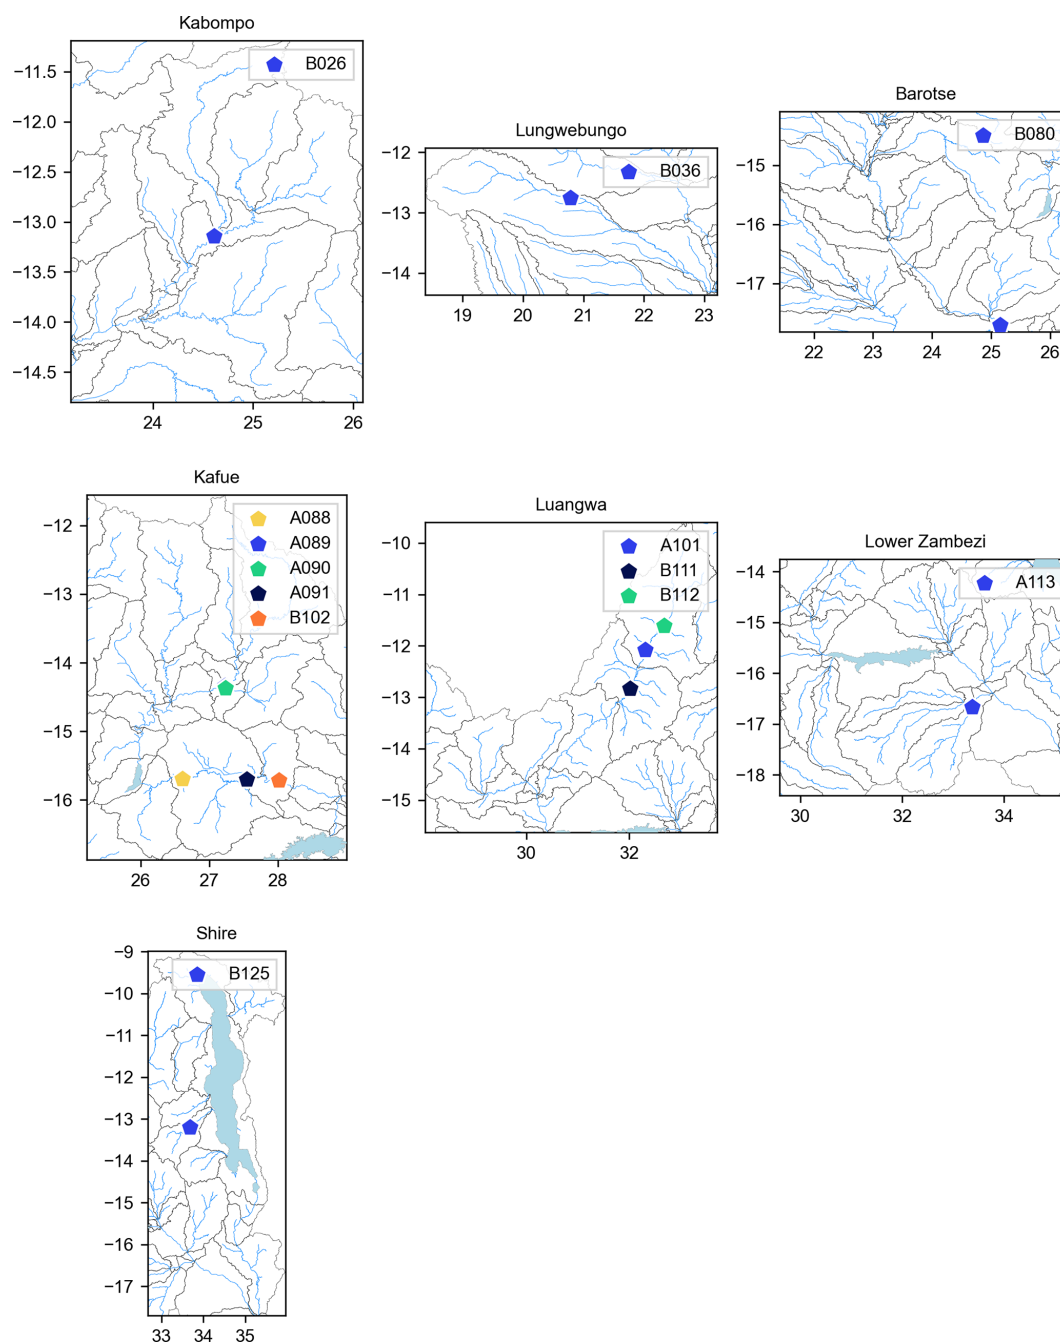 Kabompo
B026
−11.5
−12.0
−12.5
−13.0
−13.5
−14.0
−14.5
24 25 26
Lungwebungo
B036
−12
−13
−14
19 20 21 22 23
Barotse
B080
−15
−16
−17
22 23 24 25 26
Kafue
A088
A089
A090
A091
B102
−12
−13
−14
−15
−16
26 27 28
Luangwa
A101
B111
B112
−10
−11
−12
−13
−14
−15
30 32
Lower Zambezi
A113
−14
−15
−16
−17
−18
30 32 34
Shire
B125
−9
−10
−11
−12
−13
−14
−15
−16
−17
33 34 35